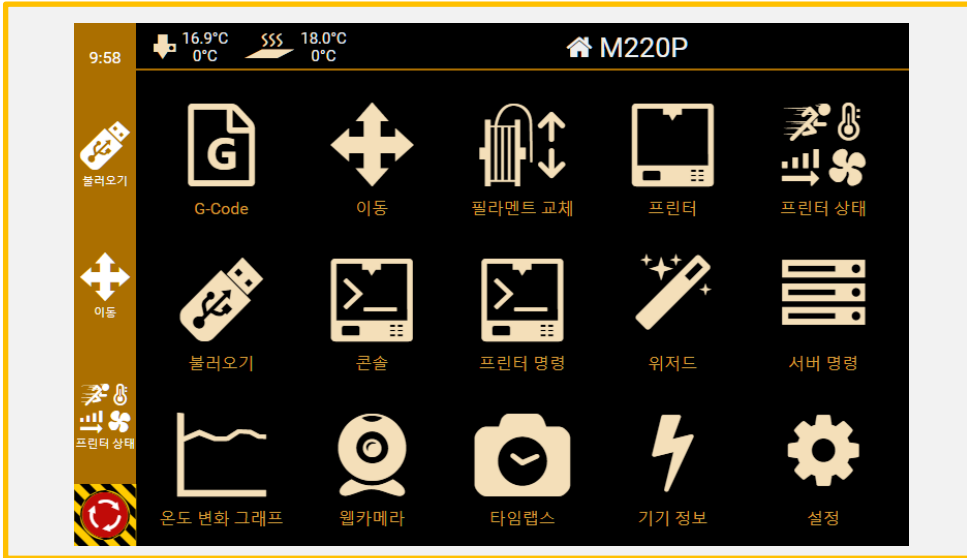 9:58
16.9°C
0°C
18.0°C
0°C
M220P
불러오기
이동
프린터 상태
G
G-Code
이동
필라멘트 교체
프린터
프린터 상태
불러오기
콘솔
프린터 명령
위저드
서버 명령
온도 변화 그래프
웹카메라
타임랩스
기기 정보
설정